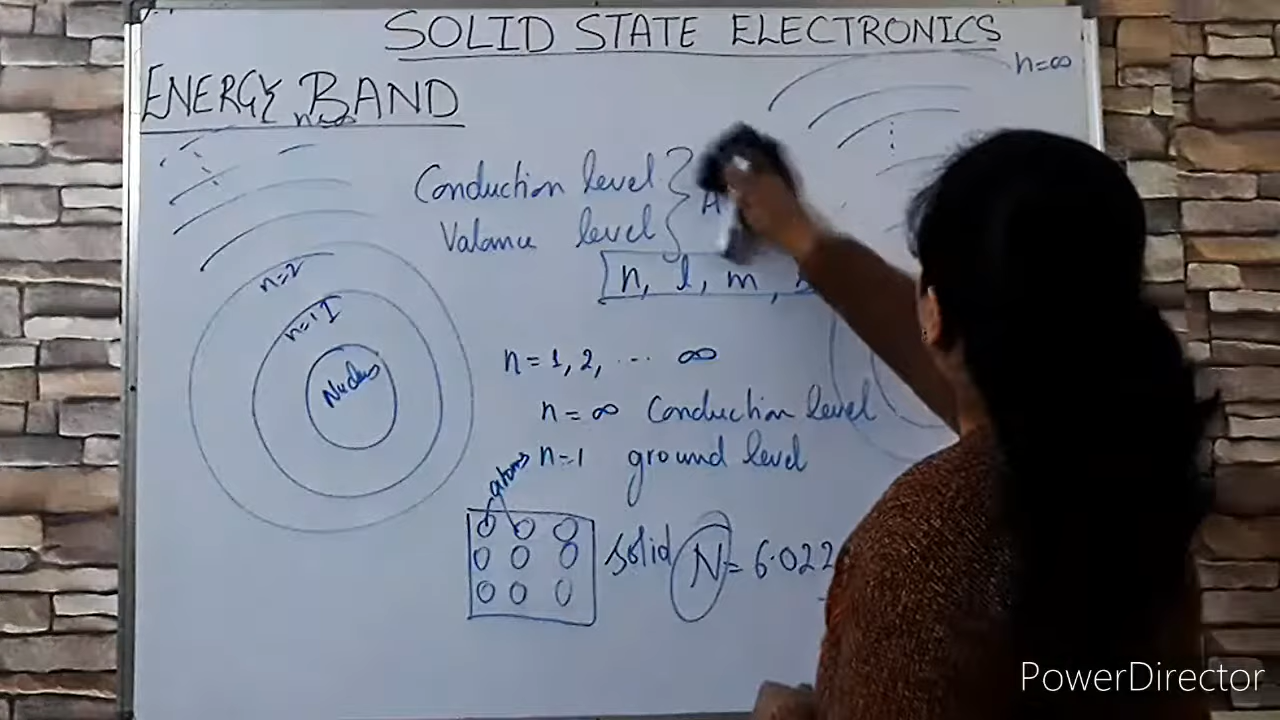 SOLID STATE ELECTRONICS
n=∞
ENERGY BAND
n=∞
Conduction level
A
Valance level
n, l, m,
n=2
n=1
Nucleus
n=1, 2, ... ∞
n=∞ Conduction level
n=1 ground level
atoms
solid N=6.022
PowerDirector